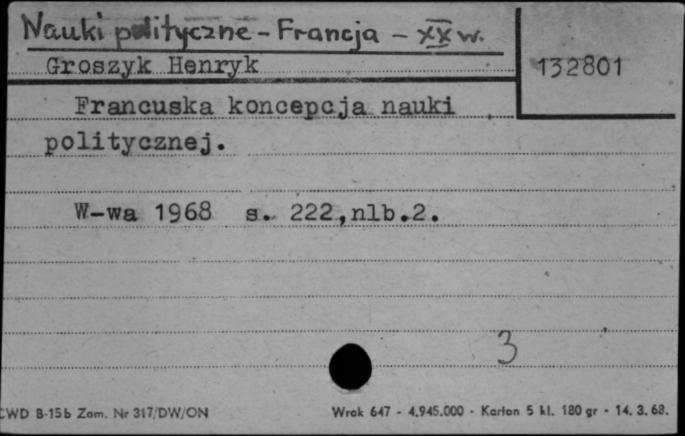 Nauki polityczne - Francja - XX w.
Groszyk Henryk
132801
Francuska koncepcja nauki
politycznej.
W-wa 1968 s. 222,nlb.2.
3
CWD B-15b Zam. Nr 317/DW/ON Wrok 647 - 4.945.000 - Karton 5 kl. 180 gr - 14. 3. 68.